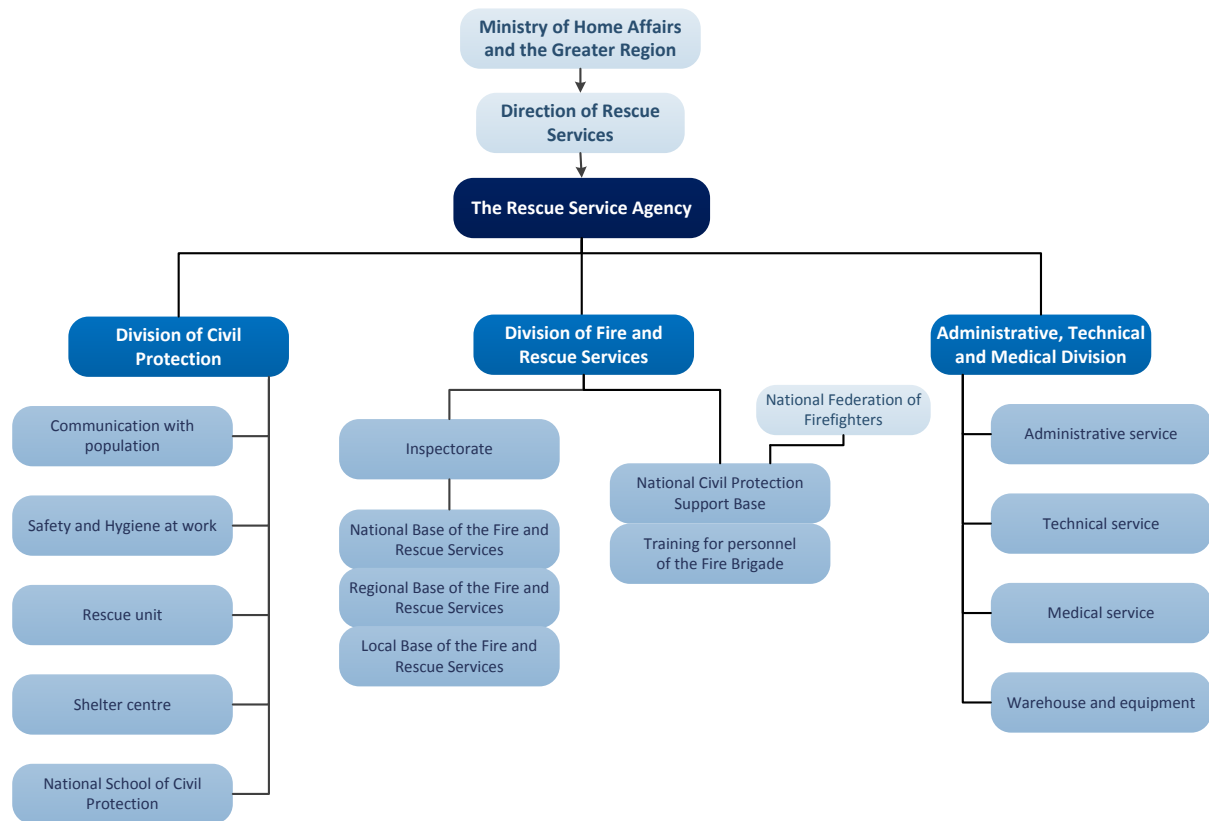 Ministry of Home Affairs
and the Greater Region
Direction of Rescue
Services
The Rescue Service Agency
Division of Civil
Protection
Communication with
population
Safety and Hygiene at work
Rescue unit
Shelter centre
National School of Civil
Protection
Division of Fire and
Rescue Services
Inspectorate
National Base of the Fire and
Rescue Services
Regional Base of the Fire and
Rescue Services
Local Base of the Fire and
Rescue Services
National Federation of
Firefighters
National Civil Protection
Support Base
Training for personnel
of the Fire Brigade
Administrative, Technical
and Medical Division
Administrative service
Technical service
Medical service
Warehouse and equipment